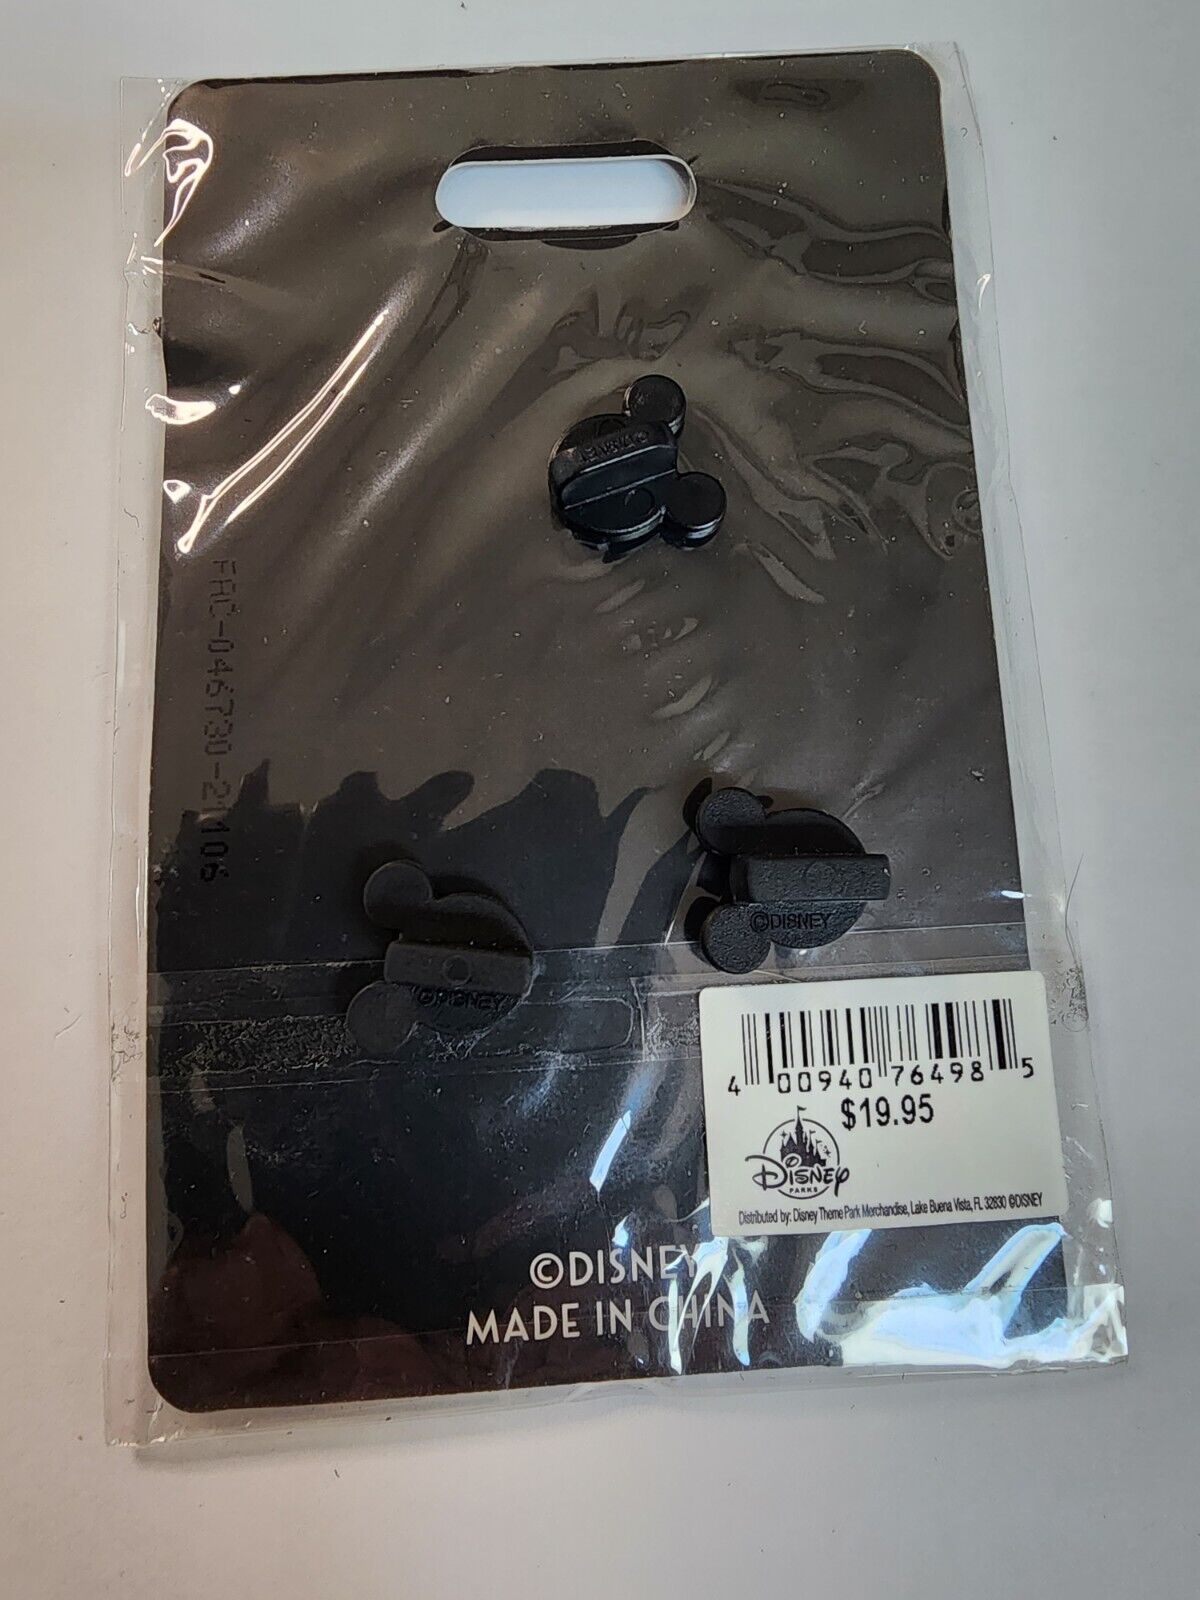 ©DISNEY
FAC-046730-21106
©DISNEY
©DISNEY
4 00940 76498 5
$19.95
Disney
PARKS
Distributed by: Disney Theme Park Merchandise, Lake Buena Vista, FL 32830 ©DISNEY
©DISNEY
MADE IN CHINA